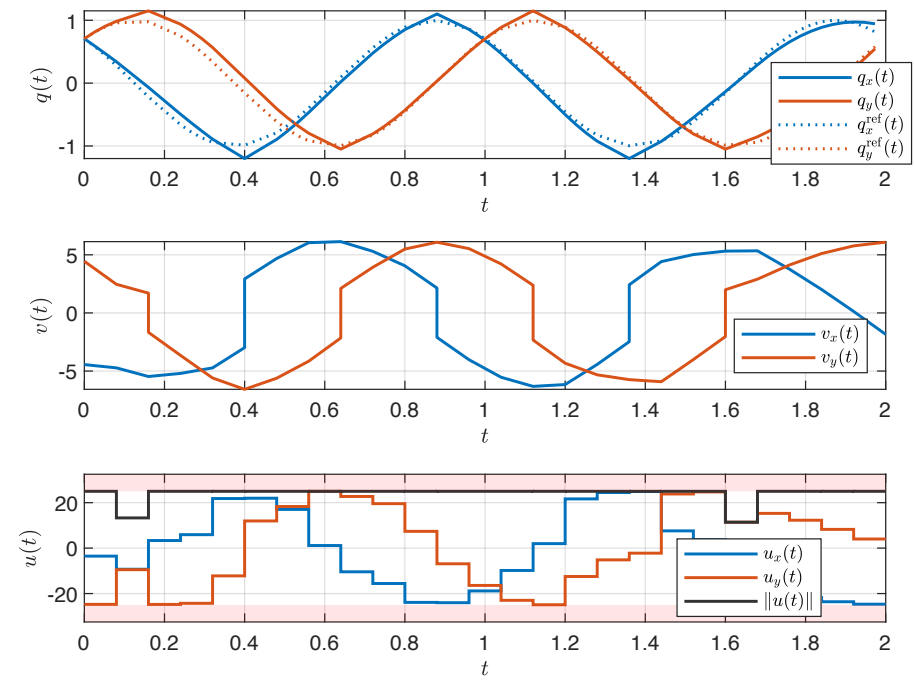 1
0
-1
q(t)
0
0.2
0.4
0.6
0.8
1
1.2
1.4
1.6
1.8
2
t
q_x(t)
q_y(t)
q_x^ref(t)
q_y^ref(t)
5
0
-5
v(t)
0
0.2
0.4
0.6
0.8
1
1.2
1.4
1.6
1.8
2
t
v_x(t)
v_y(t)
20
0
-20
u(t)
0
0.2
0.4
0.6
0.8
1
1.2
1.4
1.6
1.8
2
t
u_x(t)
u_y(t)
‖u(t)‖